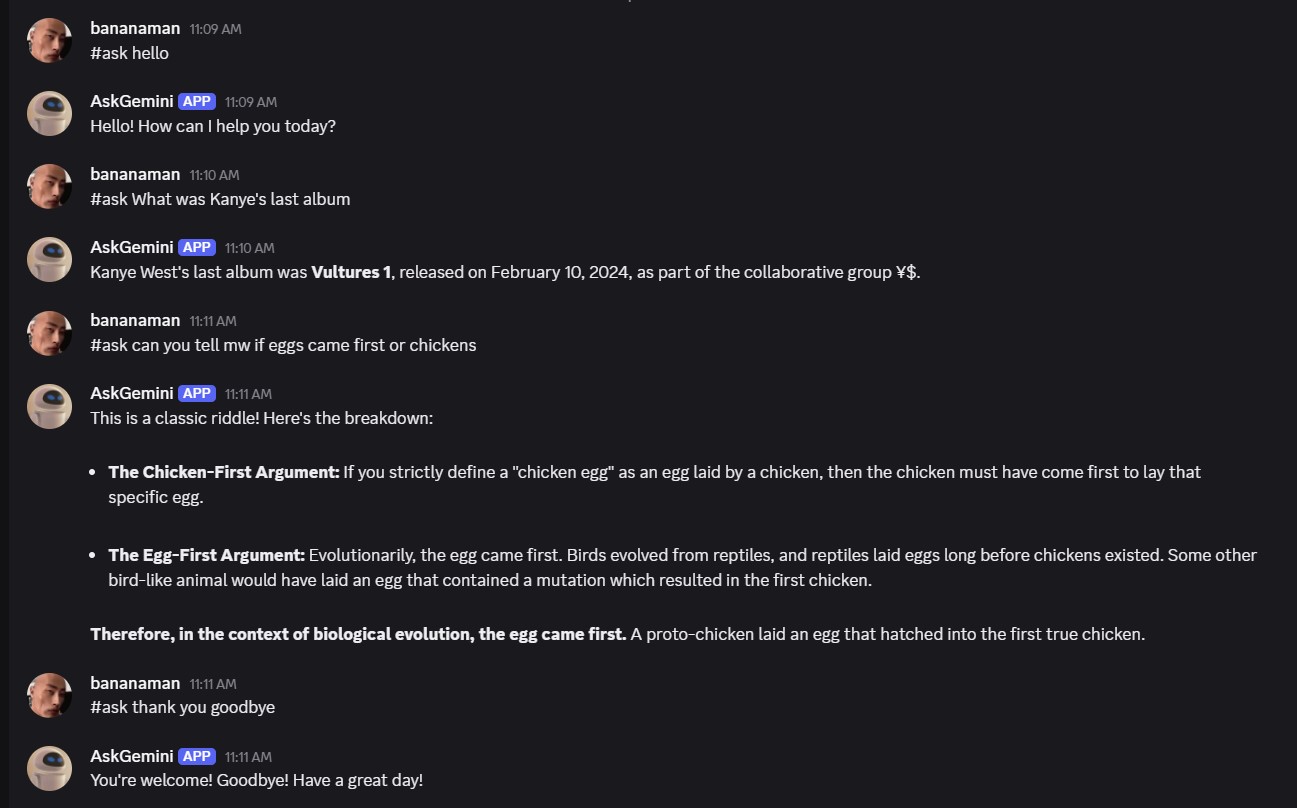 bananaman 11:09 AM
#ask hello
AskGemini APP 11:09 AM
Hello! How can I help you today?
bananaman 11:10 AM
#ask What was Kanye's last album
AskGemini APP 11:10 AM
Kanye West's last album was Vultures 1, released on February 10, 2024, as part of the collaborative group ¥$.
bananaman 11:11 AM
#ask can you tell mw if eggs came first or chickens
AskGemini APP 11:11 AM
This is a classic riddle! Here's the breakdown:
• The Chicken-First Argument: If you strictly define a "chicken egg" as an egg laid by a chicken, then the chicken must have come first to lay that
specific egg.
• The Egg-First Argument: Evolutionarily, the egg came first. Birds evolved from reptiles, and reptiles laid eggs long before chickens existed. Some other
bird-like animal would have laid an egg that contained a mutation which resulted in the first chicken.
Therefore, in the context of biological evolution, the egg came first. A proto-chicken laid an egg that hatched into the first true chicken.
bananaman 11:11 AM
#ask thank you goodbye
AskGemini APP 11:11 AM
You're welcome! Goodbye! Have a great day!